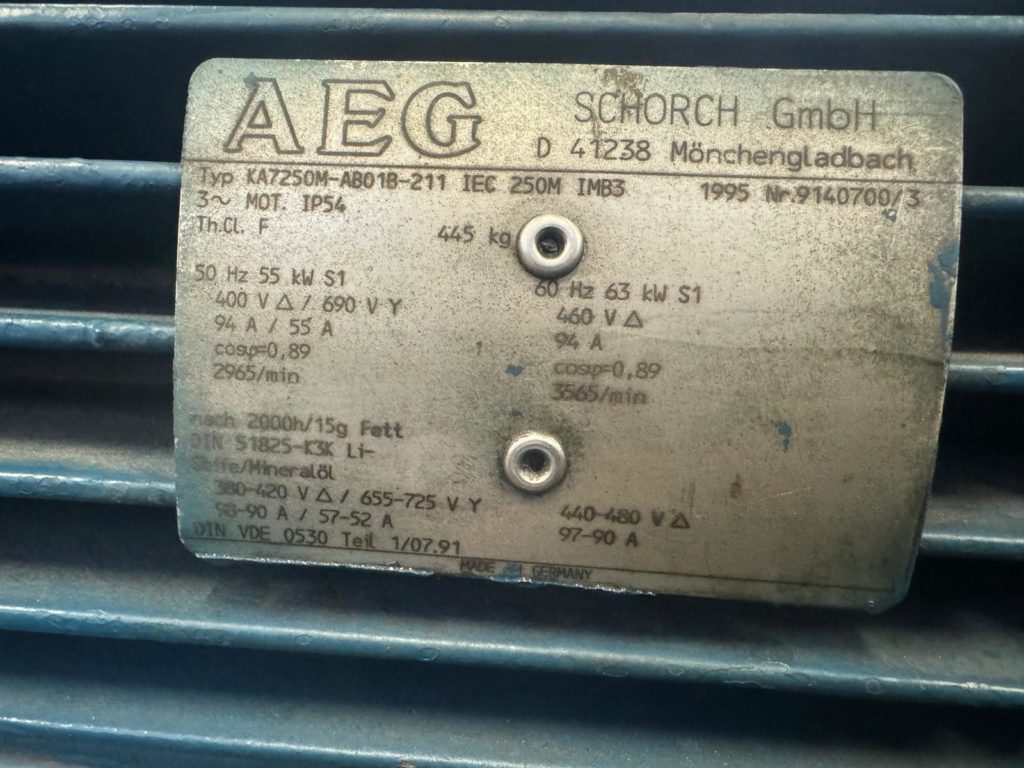 AEG
SCHORCH GmbH
D 41238 Mönchengladbach
Typ KA7250M-AB01B-211 IEC 250M IMB3 1995 Nr.9140700/3
3~ MOT. IP54
Th.Cl. F 445 kg
50 Hz 55 kW S1 60 Hz 63 kW S1
400 V Δ / 690 V Y 460 V Δ
94 A / 55 A 94 A
cosφ=0,89 cosφ=0,89
2965/min 3565/min
nach 2000h/15g Fett
DIN 51825-K3K Li-
Seife/Mineralöl
380-420 V Δ / 655-725 V Y 440-480 V Δ
98-90 A / 57-52 A 97-90 A
DIN VDE 0530 Teil 1/07.91
MADE GERMANY